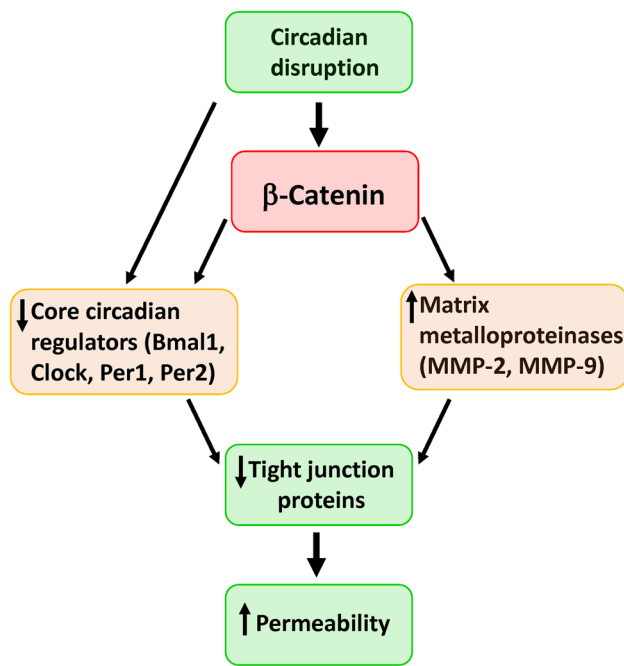 Circadian
disruption
β-Catenin
↓Core circadian
regulators (Bmal1,
Clock, Per1, Per2)
↑Matrix
metalloproteinases
(MMP-2, MMP-9)
↓Tight junction
proteins
↑Permeability